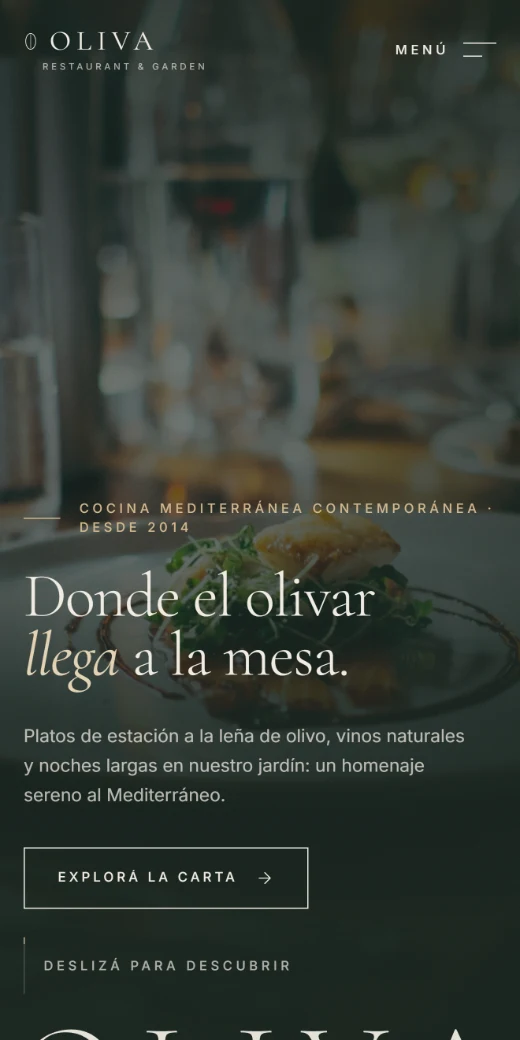 OLIVA
RESTAURANT & GARDEN
MENÚ
COCINA MEDITERRÁNEA CONTEMPORÁNEA ·
DESDE 2014
Donde el olivar
llega a la mesa.
Platos de estación a la leña de olivo, vinos naturales
y noches largas en nuestro jardín: un homenaje
sereno al Mediterráneo.
EXPLORÁ LA CARTA →
DESLIZÁ PARA DESCUBRIR
OLIVA